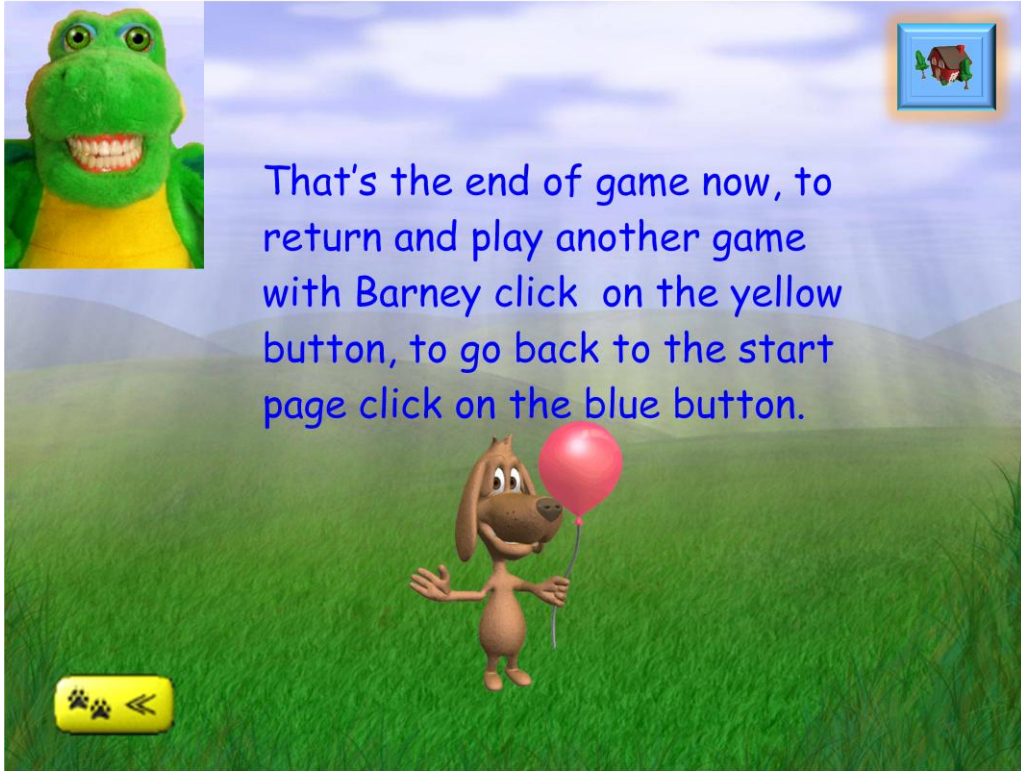 That's the end of game now, to
return and play another game
with Barney click  on the yellow
button, to go back to the start
page click on the blue button.